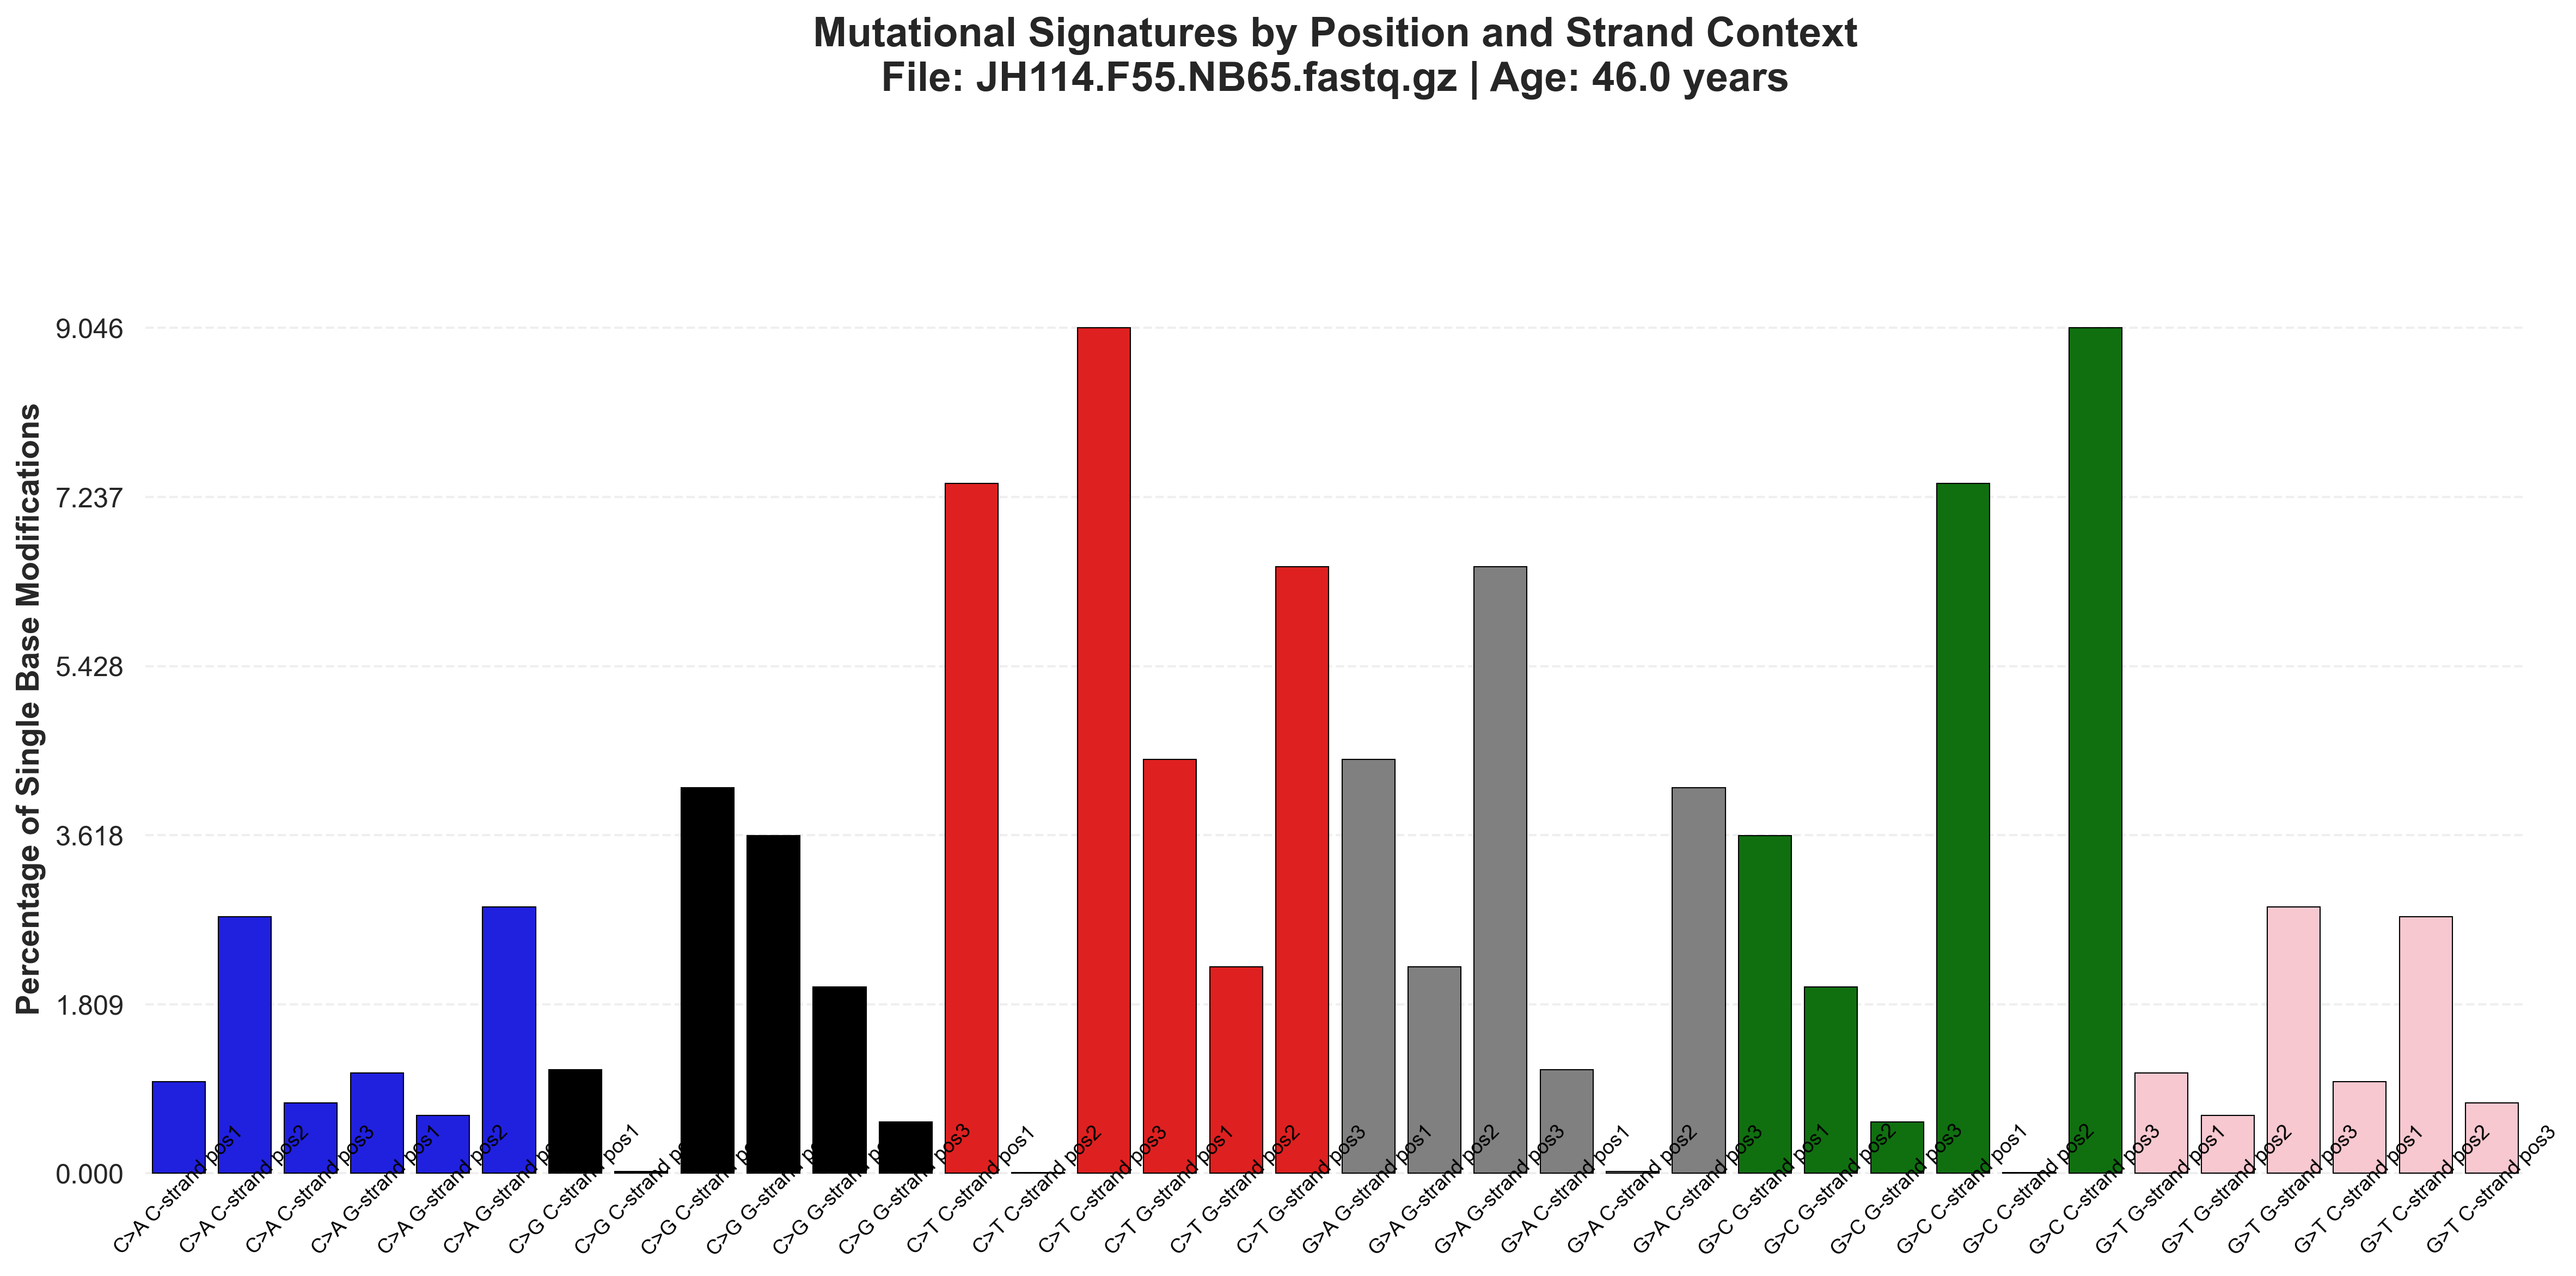 Mutational Signatures by Position and Strand Context
File: JH114.F55.NB65.fastq.gz | Age: 46.0 years
Percentage of Single Base Modifications
9.046
7.237
5.428
3.618
1.809
0.000
C>A C-strand pos1
C>A C-strand pos2
C>A C-strand pos3
C>A G-strand pos1
C>A G-strand pos2
C>A G-strand
C>G C-strand pos1
C>G C-strand
C>G C-strand
C>G G-strand
C>G G-strand
C>G G-strand pos3
C>T C-strand pos1
C>T C-strand pos2
C>T C-strand pos3
C>T G-strand pos1
C>T G-strand pos2
C>T G-strand pos3
G>A G-strand pos1
G>A G-strand pos2
G>A G-strand pos3
G>A C-strand pos1
G>A C-strand pos2
G>A C-strand pos3
G>C G-strand pos1
G>C G-strand pos2
G>C G-strand pos3
G>C C-strand pos1
G>C C-strand pos2
G>C C-strand pos3
G>T G-strand pos1
G>T G-strand pos2
G>T G-strand pos3
G>T C-strand pos1
G>T C-strand pos2
G>T C-strand pos3